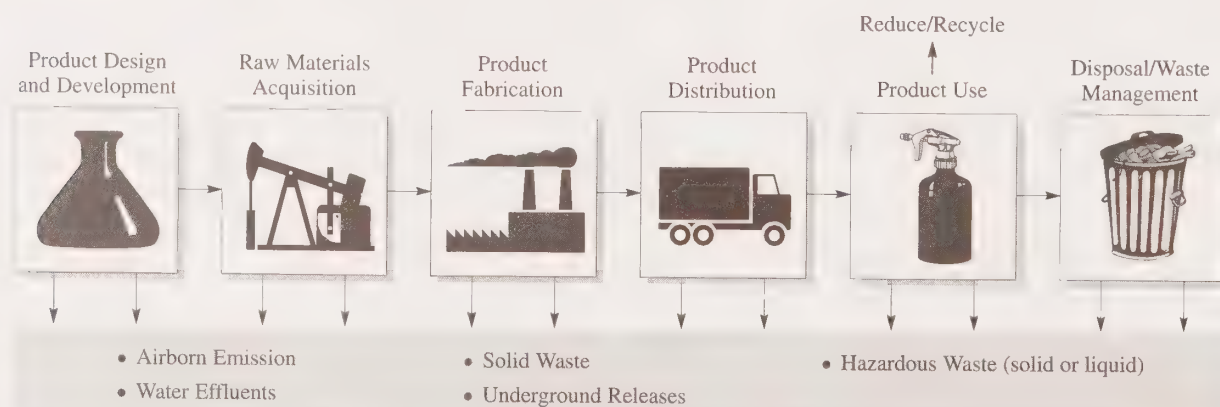 Product Design
and Development
Raw Materials
Acquisition
Product
Fabrication
Product
Distribution
Reduce/Recycle
Product Use
Disposal/Waste
Management
• Airborn Emission
• Water Effluents
• Solid Waste
• Underground Releases
• Hazardous Waste (solid or liquid)